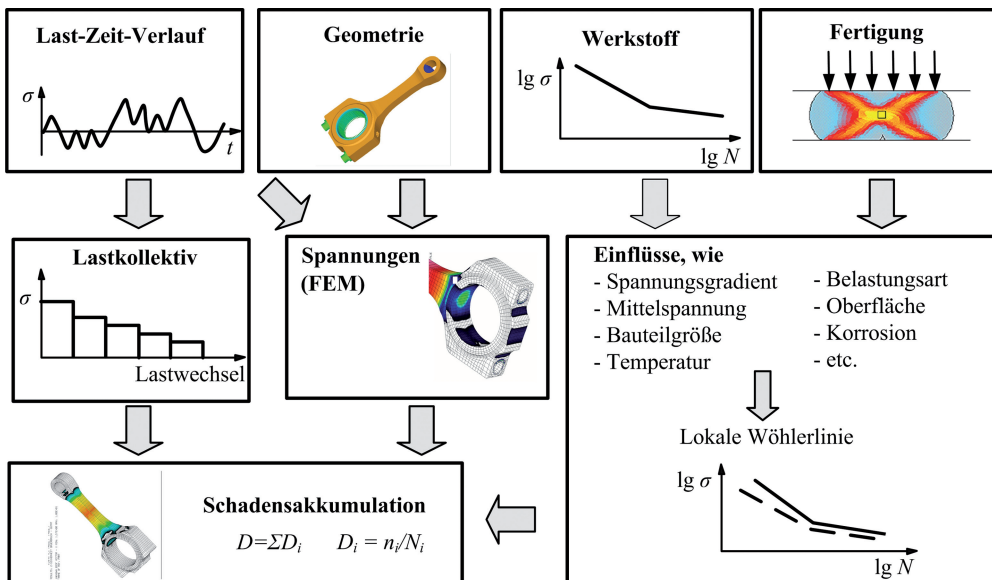 Last-Zeit-Verlauf
σ
t
Geometrie
Werkstoff
lg σ
lg N
Fertigung
Lastkollektiv
σ
Lastwechsel
Spannungen
(FEM)
Einflüsse, wie
- Spannungsgradient
- Mittelspannung
- Bauteilgröße
- Temperatur
- Belastungsart
- Oberfläche
- Korrosion
- etc.
Lokale Wöhlerlinie
lg σ
lg N
Schadensakkumulation
D=ΣDi Di = ni/Ni